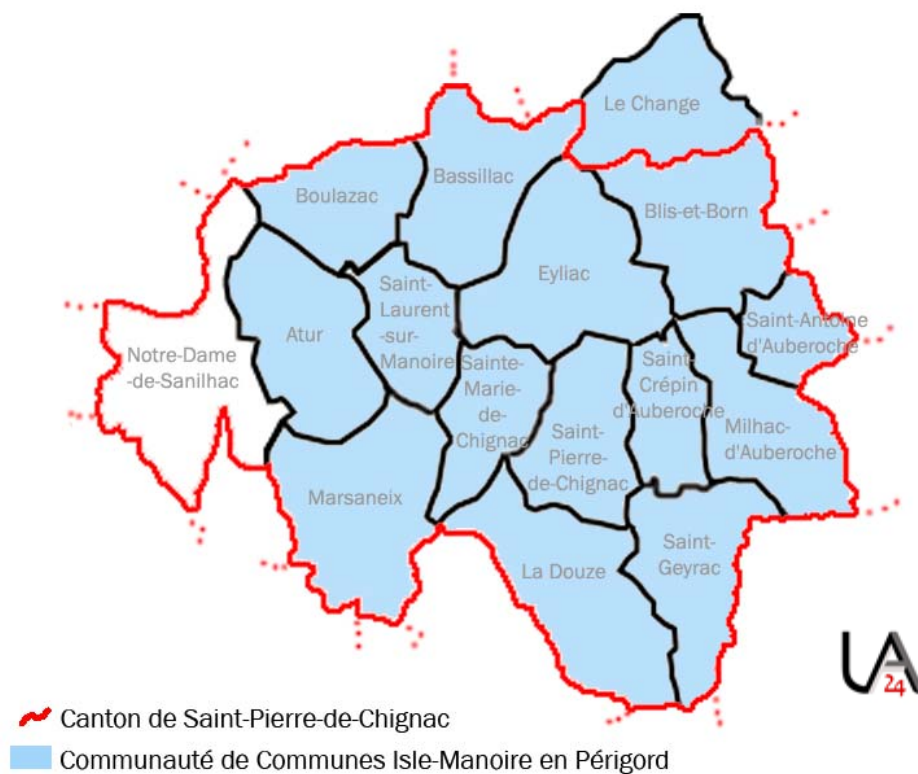 Le Change
Bassillac
Boulazac
Blis-et-Born
Eyliac
Saint-
Laurent
-sur-
Manoire
Saint-Antoine
d'Auberoche
Atur
Notre-Dame
-de-Sanilhac
Sainte-
Marie-
de-
Chignac
Saint-
Crépin
d'Auberoche
Saint-
Pierre-
de-Chignac
Milhac-
d'Auberoche
Marsaneix
La Douze
Saint-
Geyrac
24
Canton de Saint-Pierre-de-Chignac
Communauté de Communes Isle-Manoire en Périgord